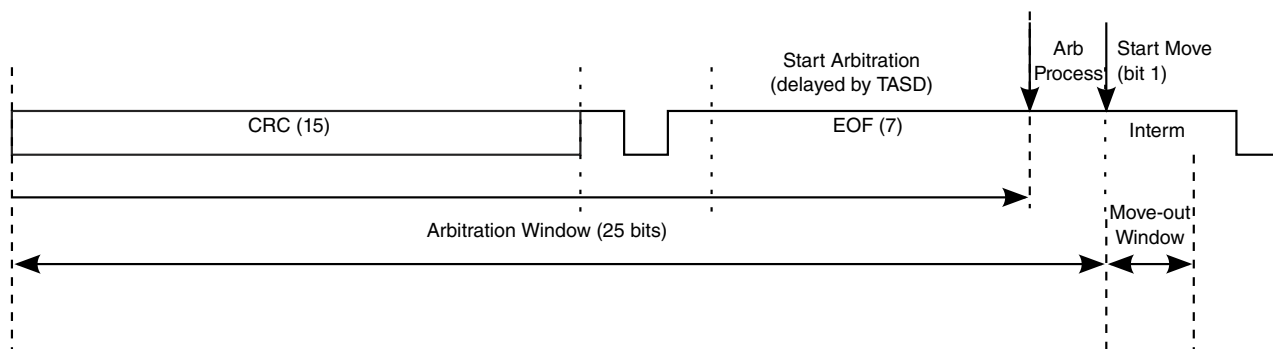 Start Arbitration
(delayed by TASD)
Arb
Process
Start Move
(bit 1)
CRC (15)
EOF (7)
Interm
Arbitration Window (25 bits)
Move-out
Window